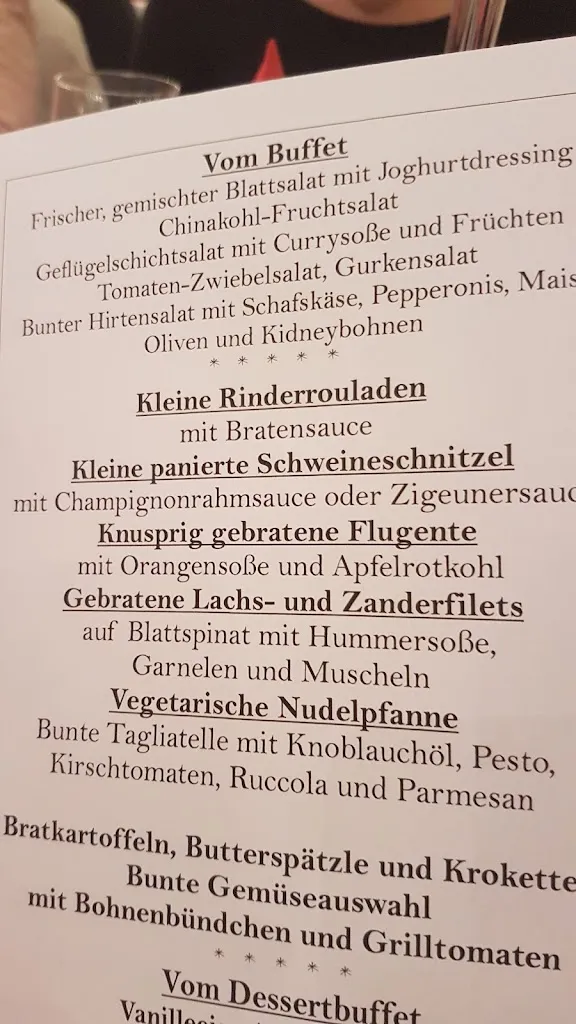 Vom Buffet
Frischer, gemischter Blattsalat mit Joghurtdressing
Chinakohl-Fruchtsalat
Geflügelschichtsalat mit Currysoße und Früchten
Tomaten-Zwiebelsalat, Gurkensalat
Bunter Hirtensalat mit Schafskäse, Pepperonis, Mais
Oliven und Kidneybohnen
* * * * *
Kleine Rinderrouladen
mit Bratensauce
Kleine panierte Schweineschnitzel
mit Champignonrahmsauce oder Zigeunersauc
Knusprig gebratene Flugente
mit Orangensoße und Apfelrotkohl
Gebratene Lachs- und Zanderfilets
auf Blattspinat mit Hummersoße,
Garnelen und Muscheln
Vegetarische Nudelpfanne
Bunte Tagliatelle mit Knoblauchöl, Pesto,
Kirschtomaten, Ruccola und Parmesan
Bratkartoffeln, Butterspätzle und Krokette
Bunte Gemüseauswahl
mit Bohnenbündchen und Grilltomaten
* * * * *
Vom Dessertbuffet